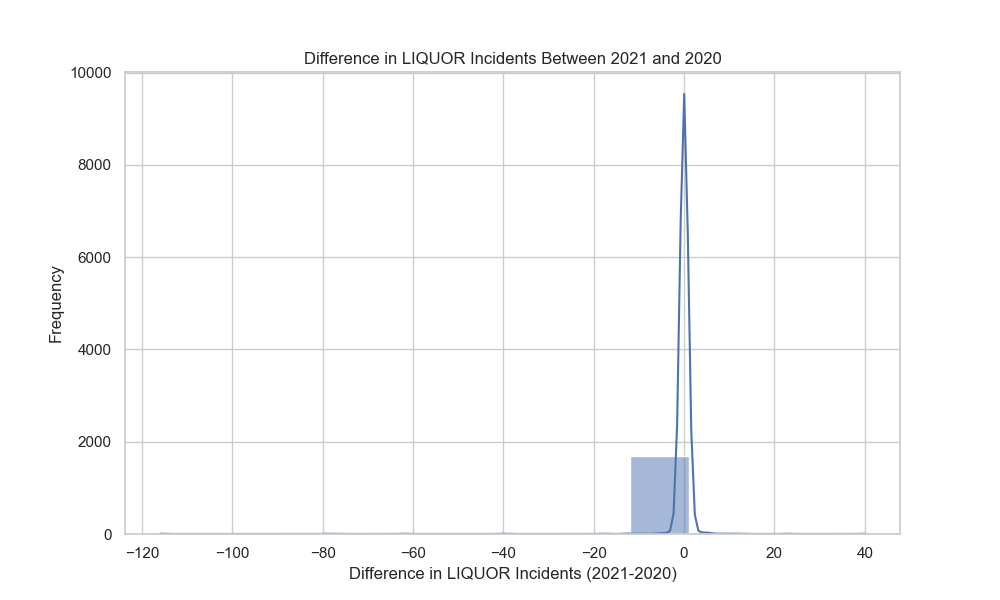 Difference in LIQUOR Incidents Between 2021 and 2020
10000
8000
6000
4000
2000
0
Frequency
−120 −100 −80 −60 −40 −20 0 20 40
Difference in LIQUOR Incidents (2021-2020)